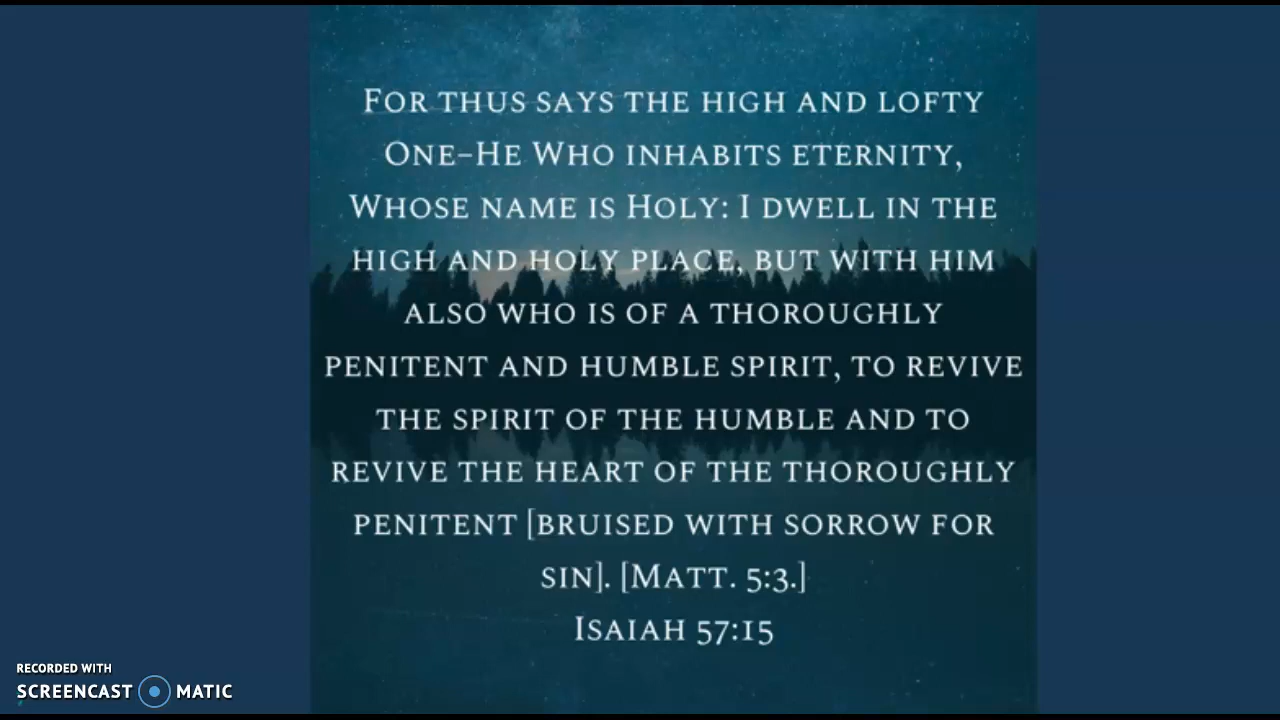 For thus says the high and lofty
One–He Who inhabits eternity,
Whose name is Holy: I dwell in the
high and holy place, but with him
also who is of a thoroughly
penitent and humble spirit, to revive
the spirit of the humble and to
revive the heart of the thoroughly
penitent [bruised with sorrow for
sin]. [Matt. 5:3.]
Isaiah 57:15
RECORDED WITH
SCREENCAST MATIC